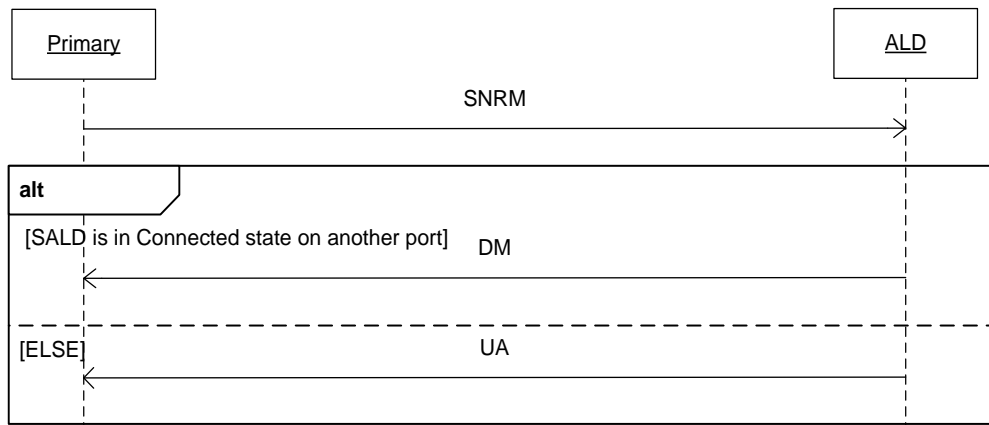 Primary
ALD
SNRM
alt
[SALD is in Connected state on another port]
DM
[ELSE]
UA